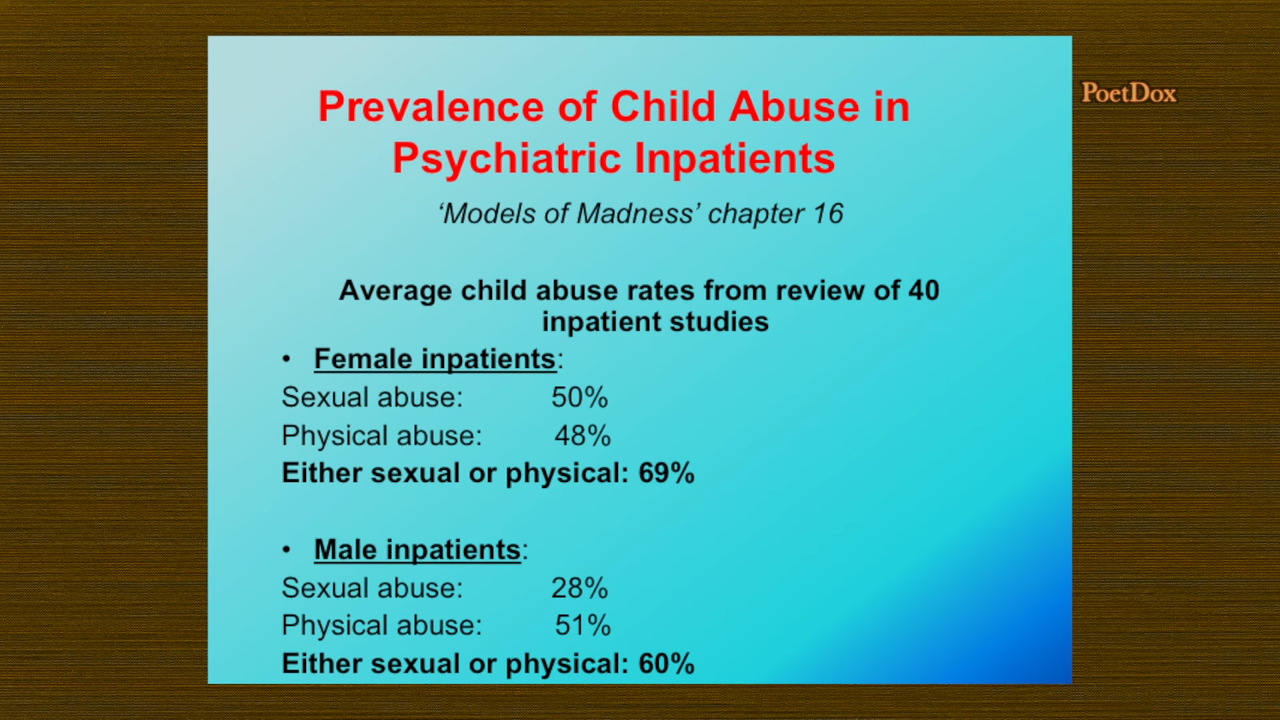 Prevalence of Child Abuse in
Psychiatric Inpatients
PoetDox
‘Models of Madness’ chapter 16
Average child abuse rates from review of 40
inpatient studies
• Female inpatients:
Sexual abuse: 50%
Physical abuse: 48%
Either sexual or physical: 69%
• Male inpatients:
Sexual abuse: 28%
Physical abuse: 51%
Either sexual or physical: 60%